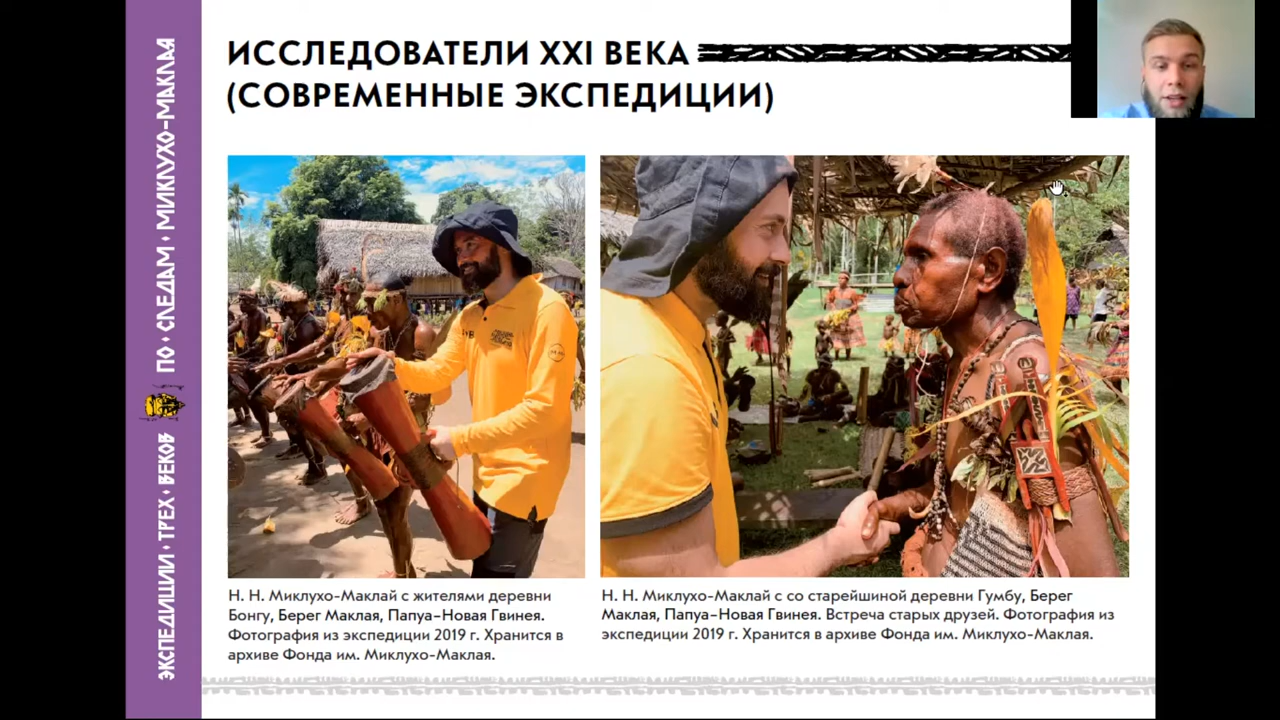 ИССЛЕДОВАТЕЛИ XXI ВЕКА
(СОВРЕМЕННЫЕ ЭКСПЕДИЦИИ)
ЭКСПЕДИЦИИ • ТРЕХ • ВЕКОВ ПО • СЛЕДАМ • МИКЛУХО-МАКЛАЯ
Н. Н. Миклухо-Маклай с жителями деревни
Бонгу, Берег Маклая, Папуа-Новая Гвинея.
Фотография из экспедиции 2019 г. Хранится в
архиве Фонда им. Миклухо-Маклая.
Н. Н. Миклухо-Маклай с со старейшиной деревни Гумбу, Берег
Маклая, Папуа-Новая Гвинея. Встреча старых друзей. Фотография из
экспедиции 2019 г. Хранится в архиве Фонда им. Миклухо-Маклая.